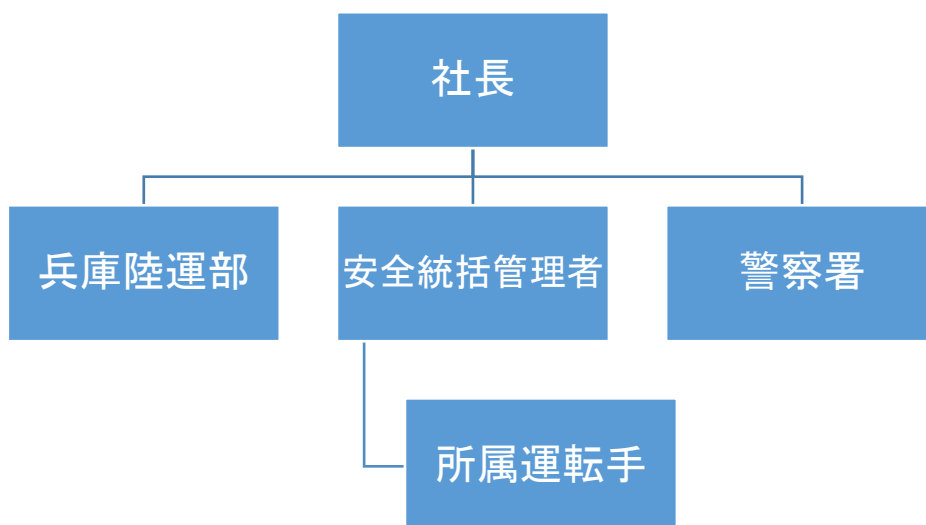 社長
兵庫陸運部
安全統括管理者
警察署
所属運転手